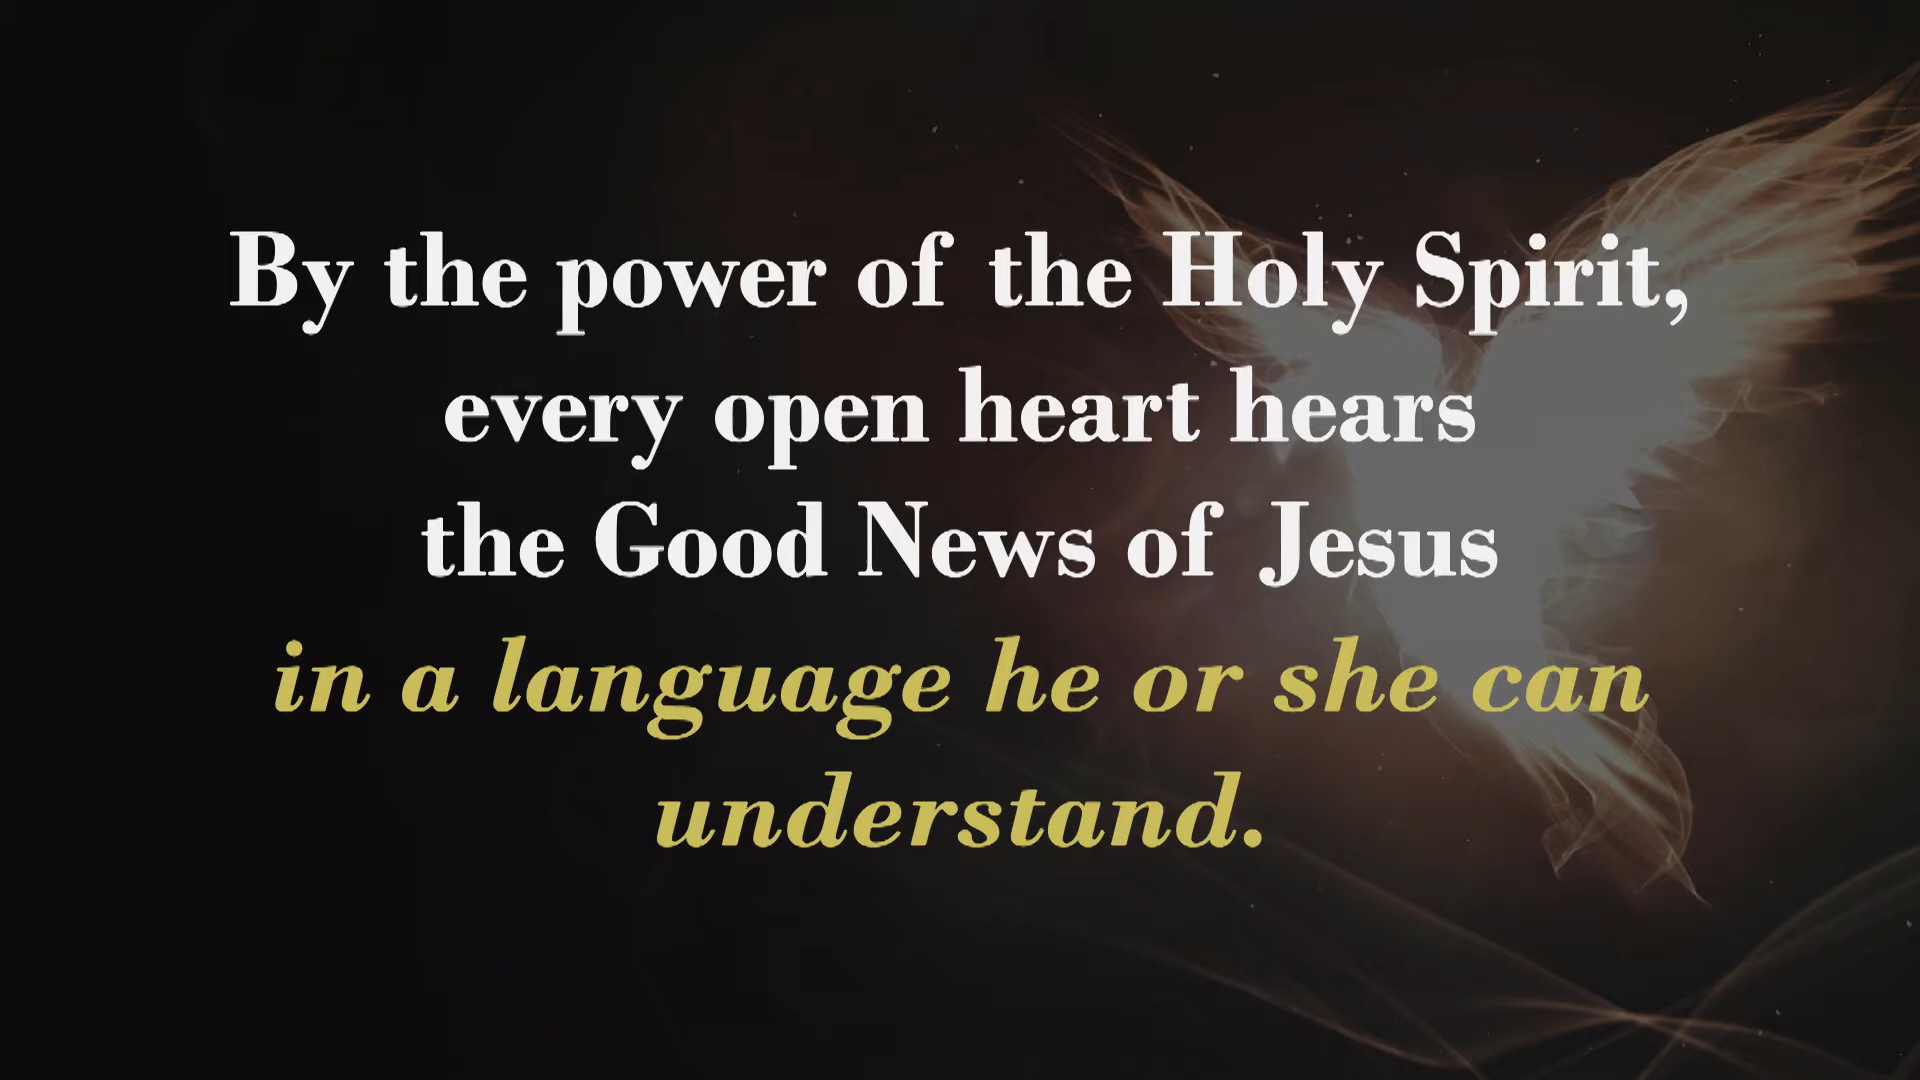 By the power of the Holy Spirit,
every open heart hears
the Good News of Jesus
in a language he or she can
understand.